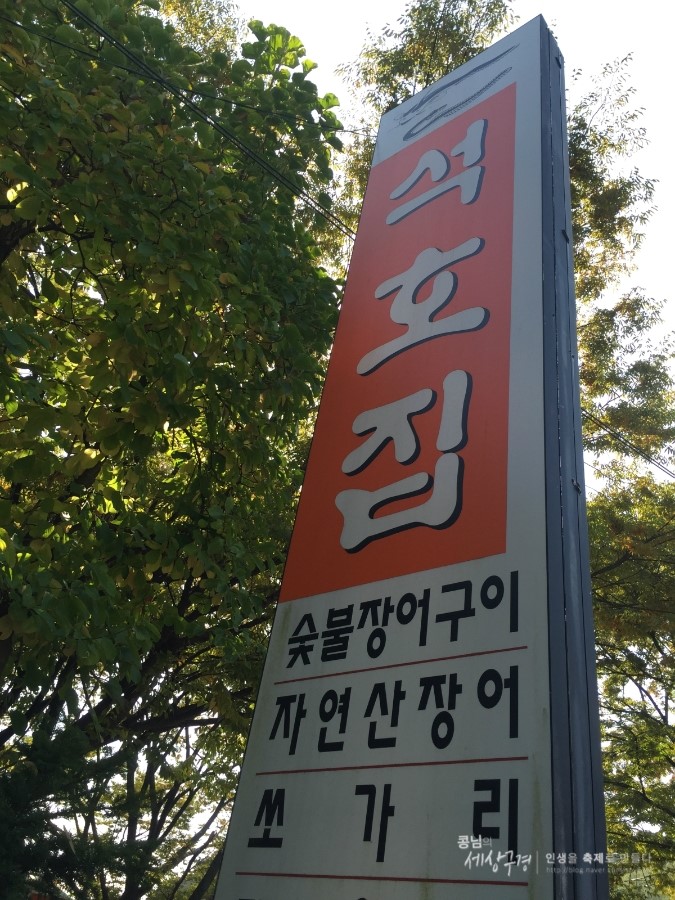 석호집
숯불장어구이
자연산장어
쏘가리
콩님의
세상구경
인생을 축제로 만들다